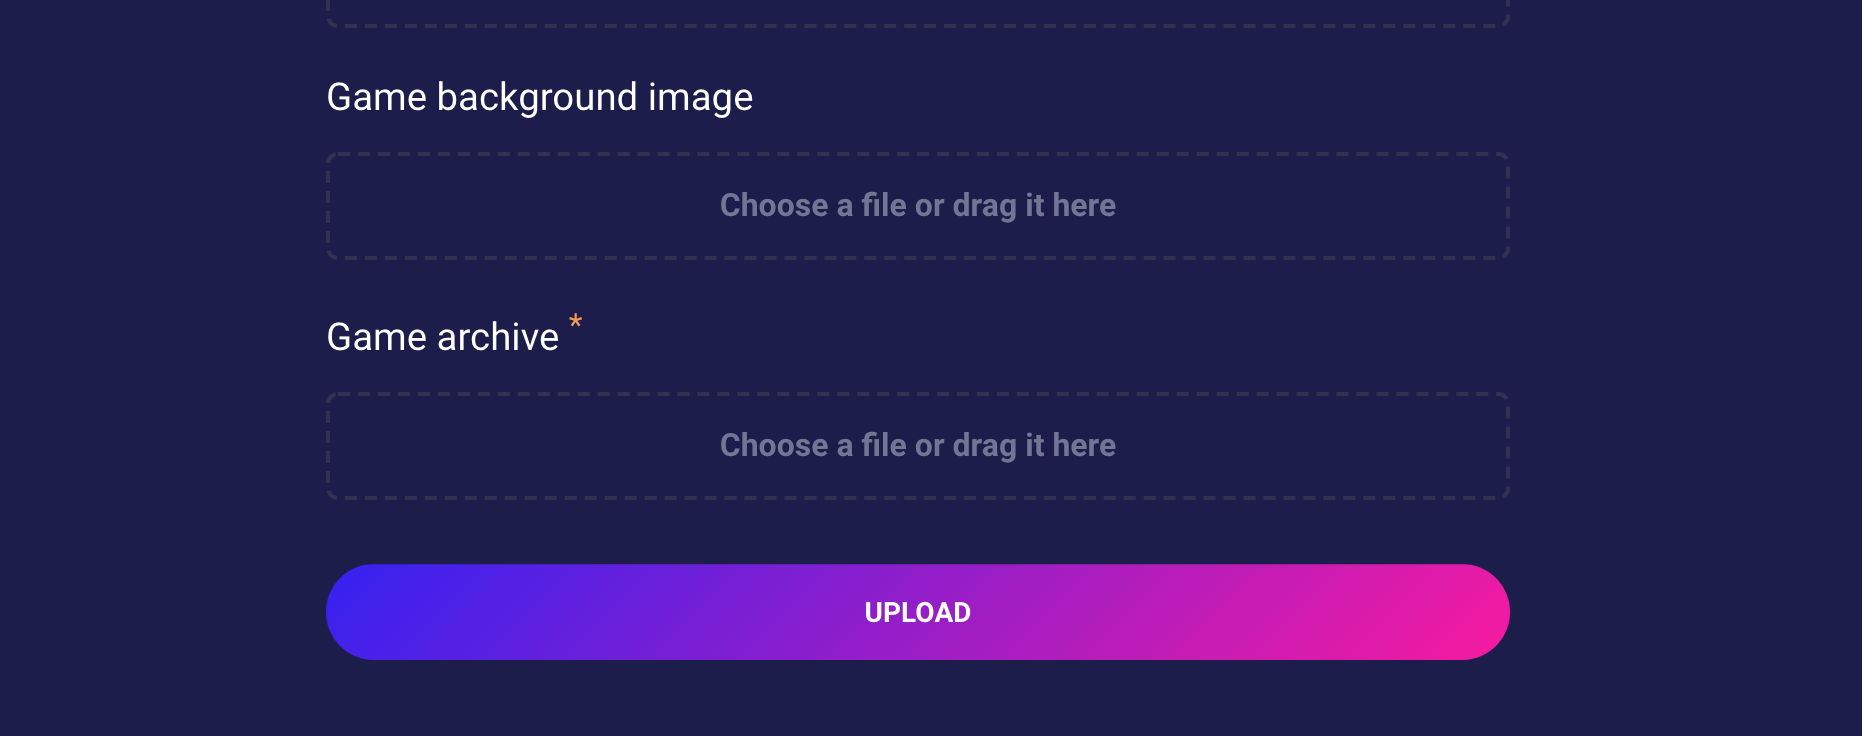 Game background image
Choose a file or drag it here
Game archive *
Choose a file or drag it here
UPLOAD